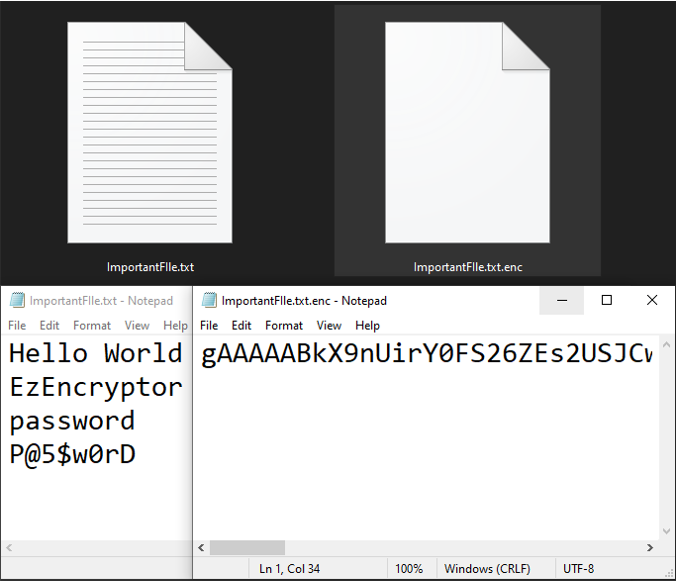 ImportantFIle.txt
ImportantFIle.txt.enc
ImportantFIle.txt - Notepad
File Edit Format View Help
Hello World
EzEncryptor
password
P@5$w0rD
ImportantFIle.txt.enc - Notepad
File Edit Format View Help
gAAAAABkX9nUirY0FS26ZEs2USJCw
Ln 1, Col 34 100% Windows (CRLF) UTF-8